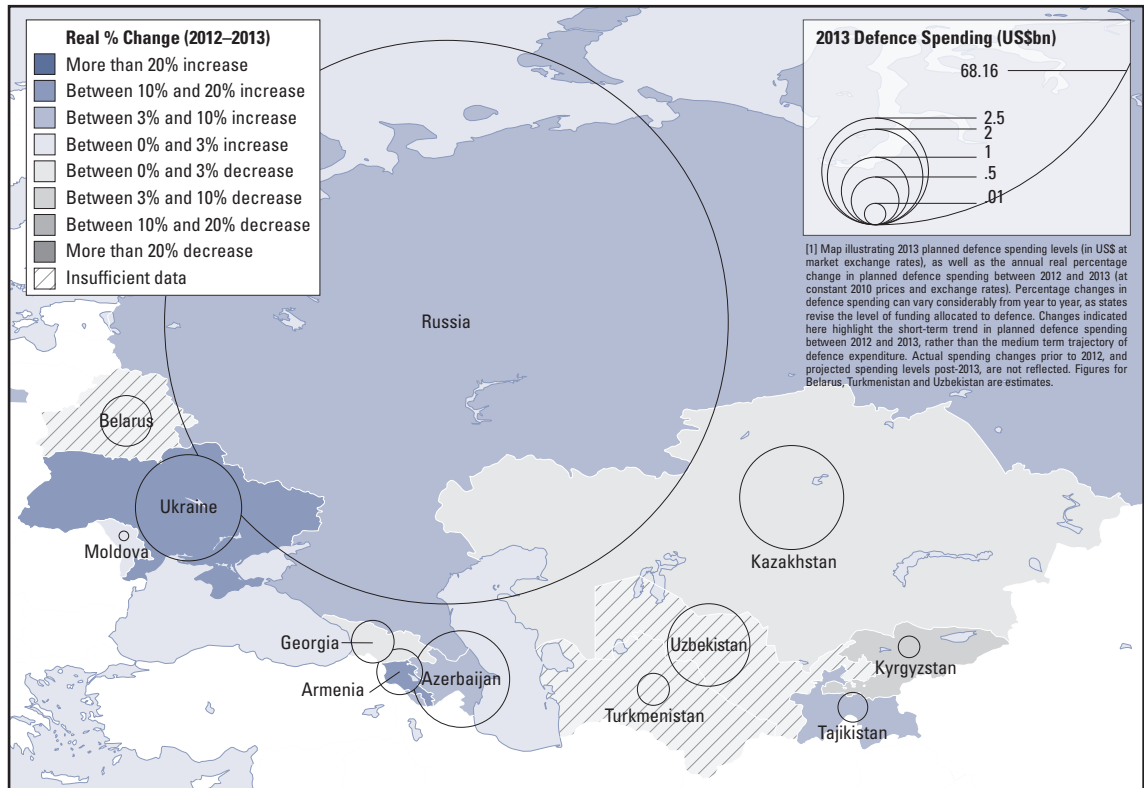 Real % Change (2012–2013)
More than 20% increase
Between 10% and 20% increase
Between 3% and 10% increase
Between 0% and 3% increase
Between 0% and 3% decrease
Between 3% and 10% decrease
Between 10% and 20% decrease
More than 20% decrease
Insufficient data
2013 Defence Spending (US$bn)
68.16
2.5
2
1
.5
.01
[1] Map illustrating 2013 planned defence spending levels (in US$ at
market exchange rates), as well as the annual real percentage
change in planned defence spending between 2012 and 2013 (at
constant 2010 prices and exchange rates). Percentage changes in
defence spending can vary considerably from year to year, as states
revise the level of funding allocated to defence. Changes indicated
here highlight the short-term trend in planned defence spending
between 2012 and 2013, rather than the medium term trajectory of
defence expenditure. Actual spending changes prior to 2012, and
projected spending levels post-2013, are not reflected. Figures for
Belarus, Turkmenistan and Uzbekistan are estimates.
Russia
Belarus
Ukraine
Moldova
Kazakhstan
Georgia
Armenia
Azerbaijan
Uzbekistan
Turkmenistan
Kyrgyzstan
Tajikistan